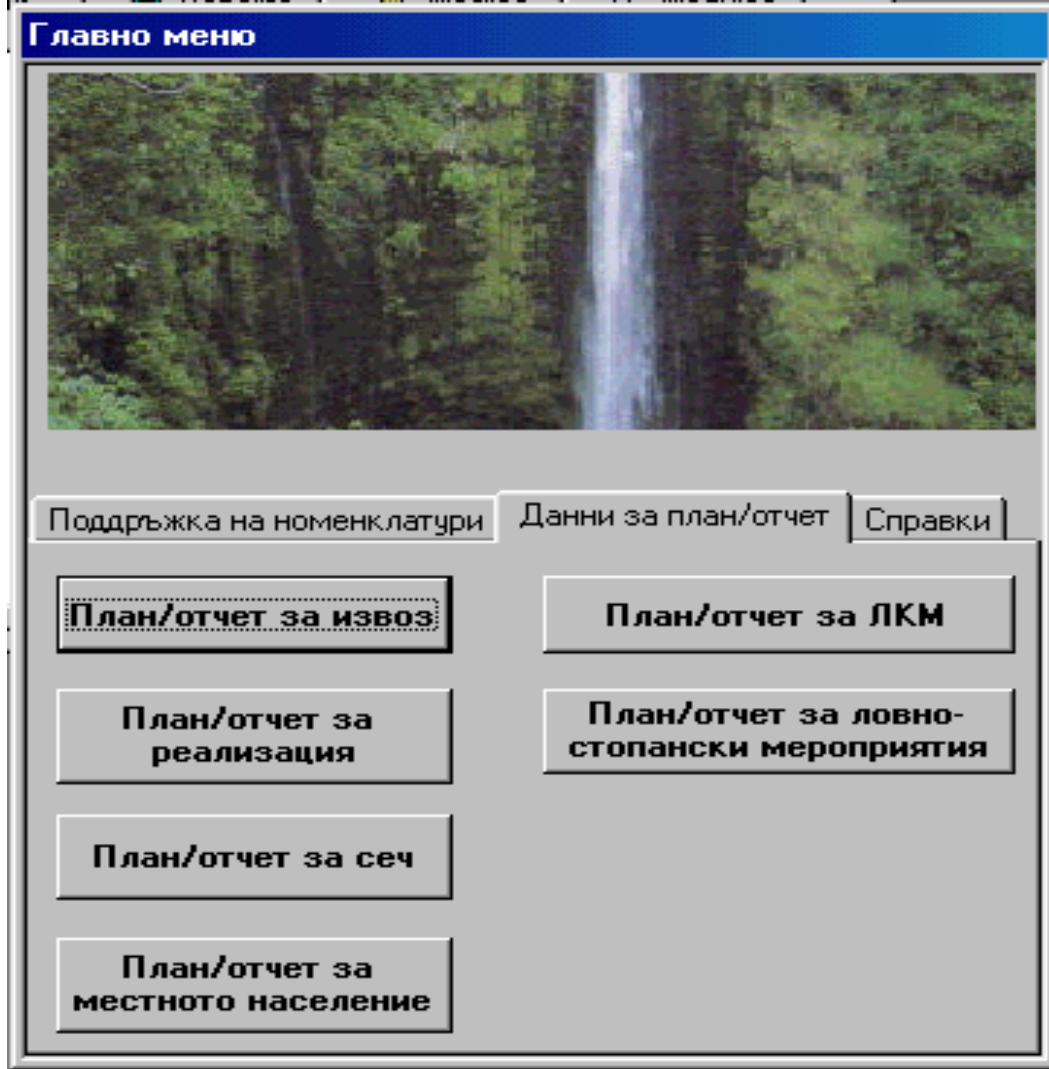 Главно меню
Поддръжка на номенклатури
Данни за план/отчет
Справки
План/отчет за извоз
План/отчет за ЛКМ
План/отчет за
реализация
План/отчет за ловно-
стопански мероприятия
План/отчет за сеч
План/отчет за
местното население